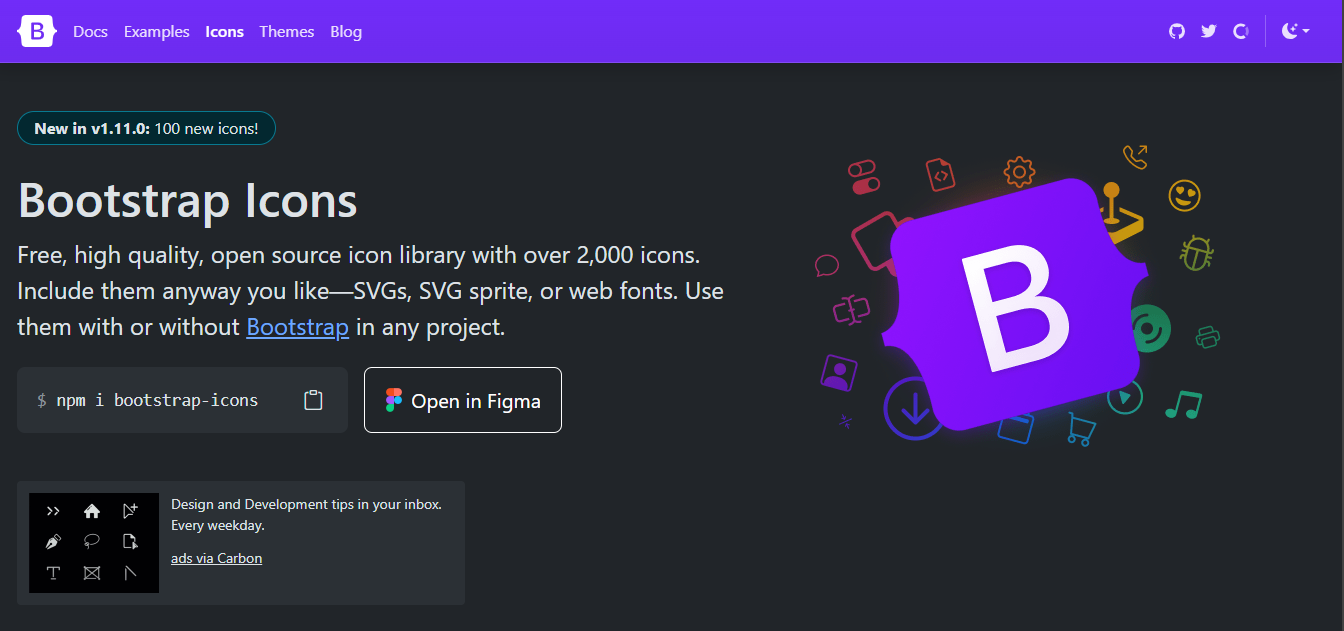 B Docs Examples Icons Themes Blog
New in v1.11.0: 100 new icons!
Bootstrap Icons
Free, high quality, open source icon library with over 2,000 icons.
Include them anyway you like—SVGs, SVG sprite, or web fonts. Use
them with or without Bootstrap in any project.
$ npm i bootstrap-icons
Open in Figma
B
Design and Development tips in your inbox.
Every weekday.
ads via Carbon
T